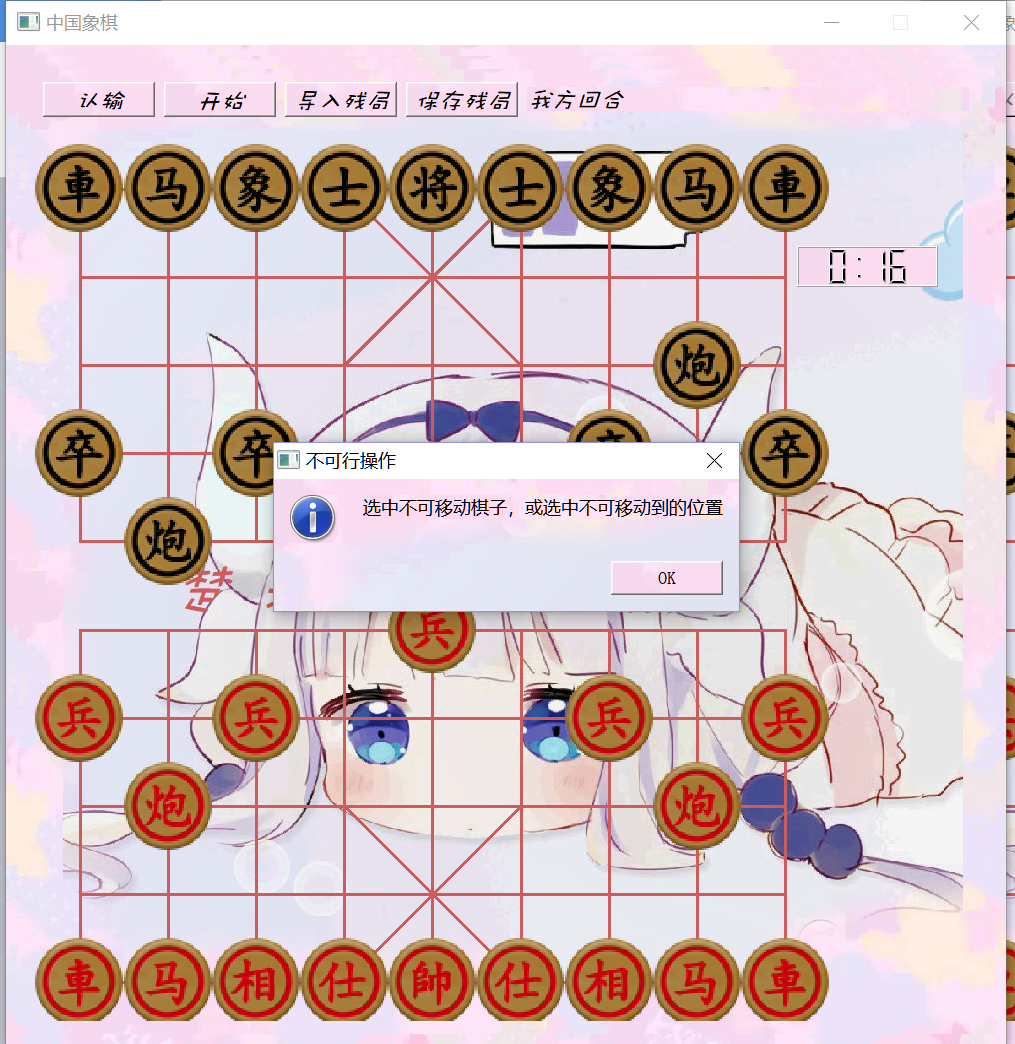 中国象棋
认输 开始 导入残局 保存残局 我方回合
車 马 象 士 将 士 象 马 車
0:16
炮
卒 卒 卒 卒
不可行操作
选中不可移动棋子，或选中不可移动到的位置
炮
OK
楚
兵
兵 兵 兵 兵
炮 炮
車 马 相 仕 帥 仕 相 马 車